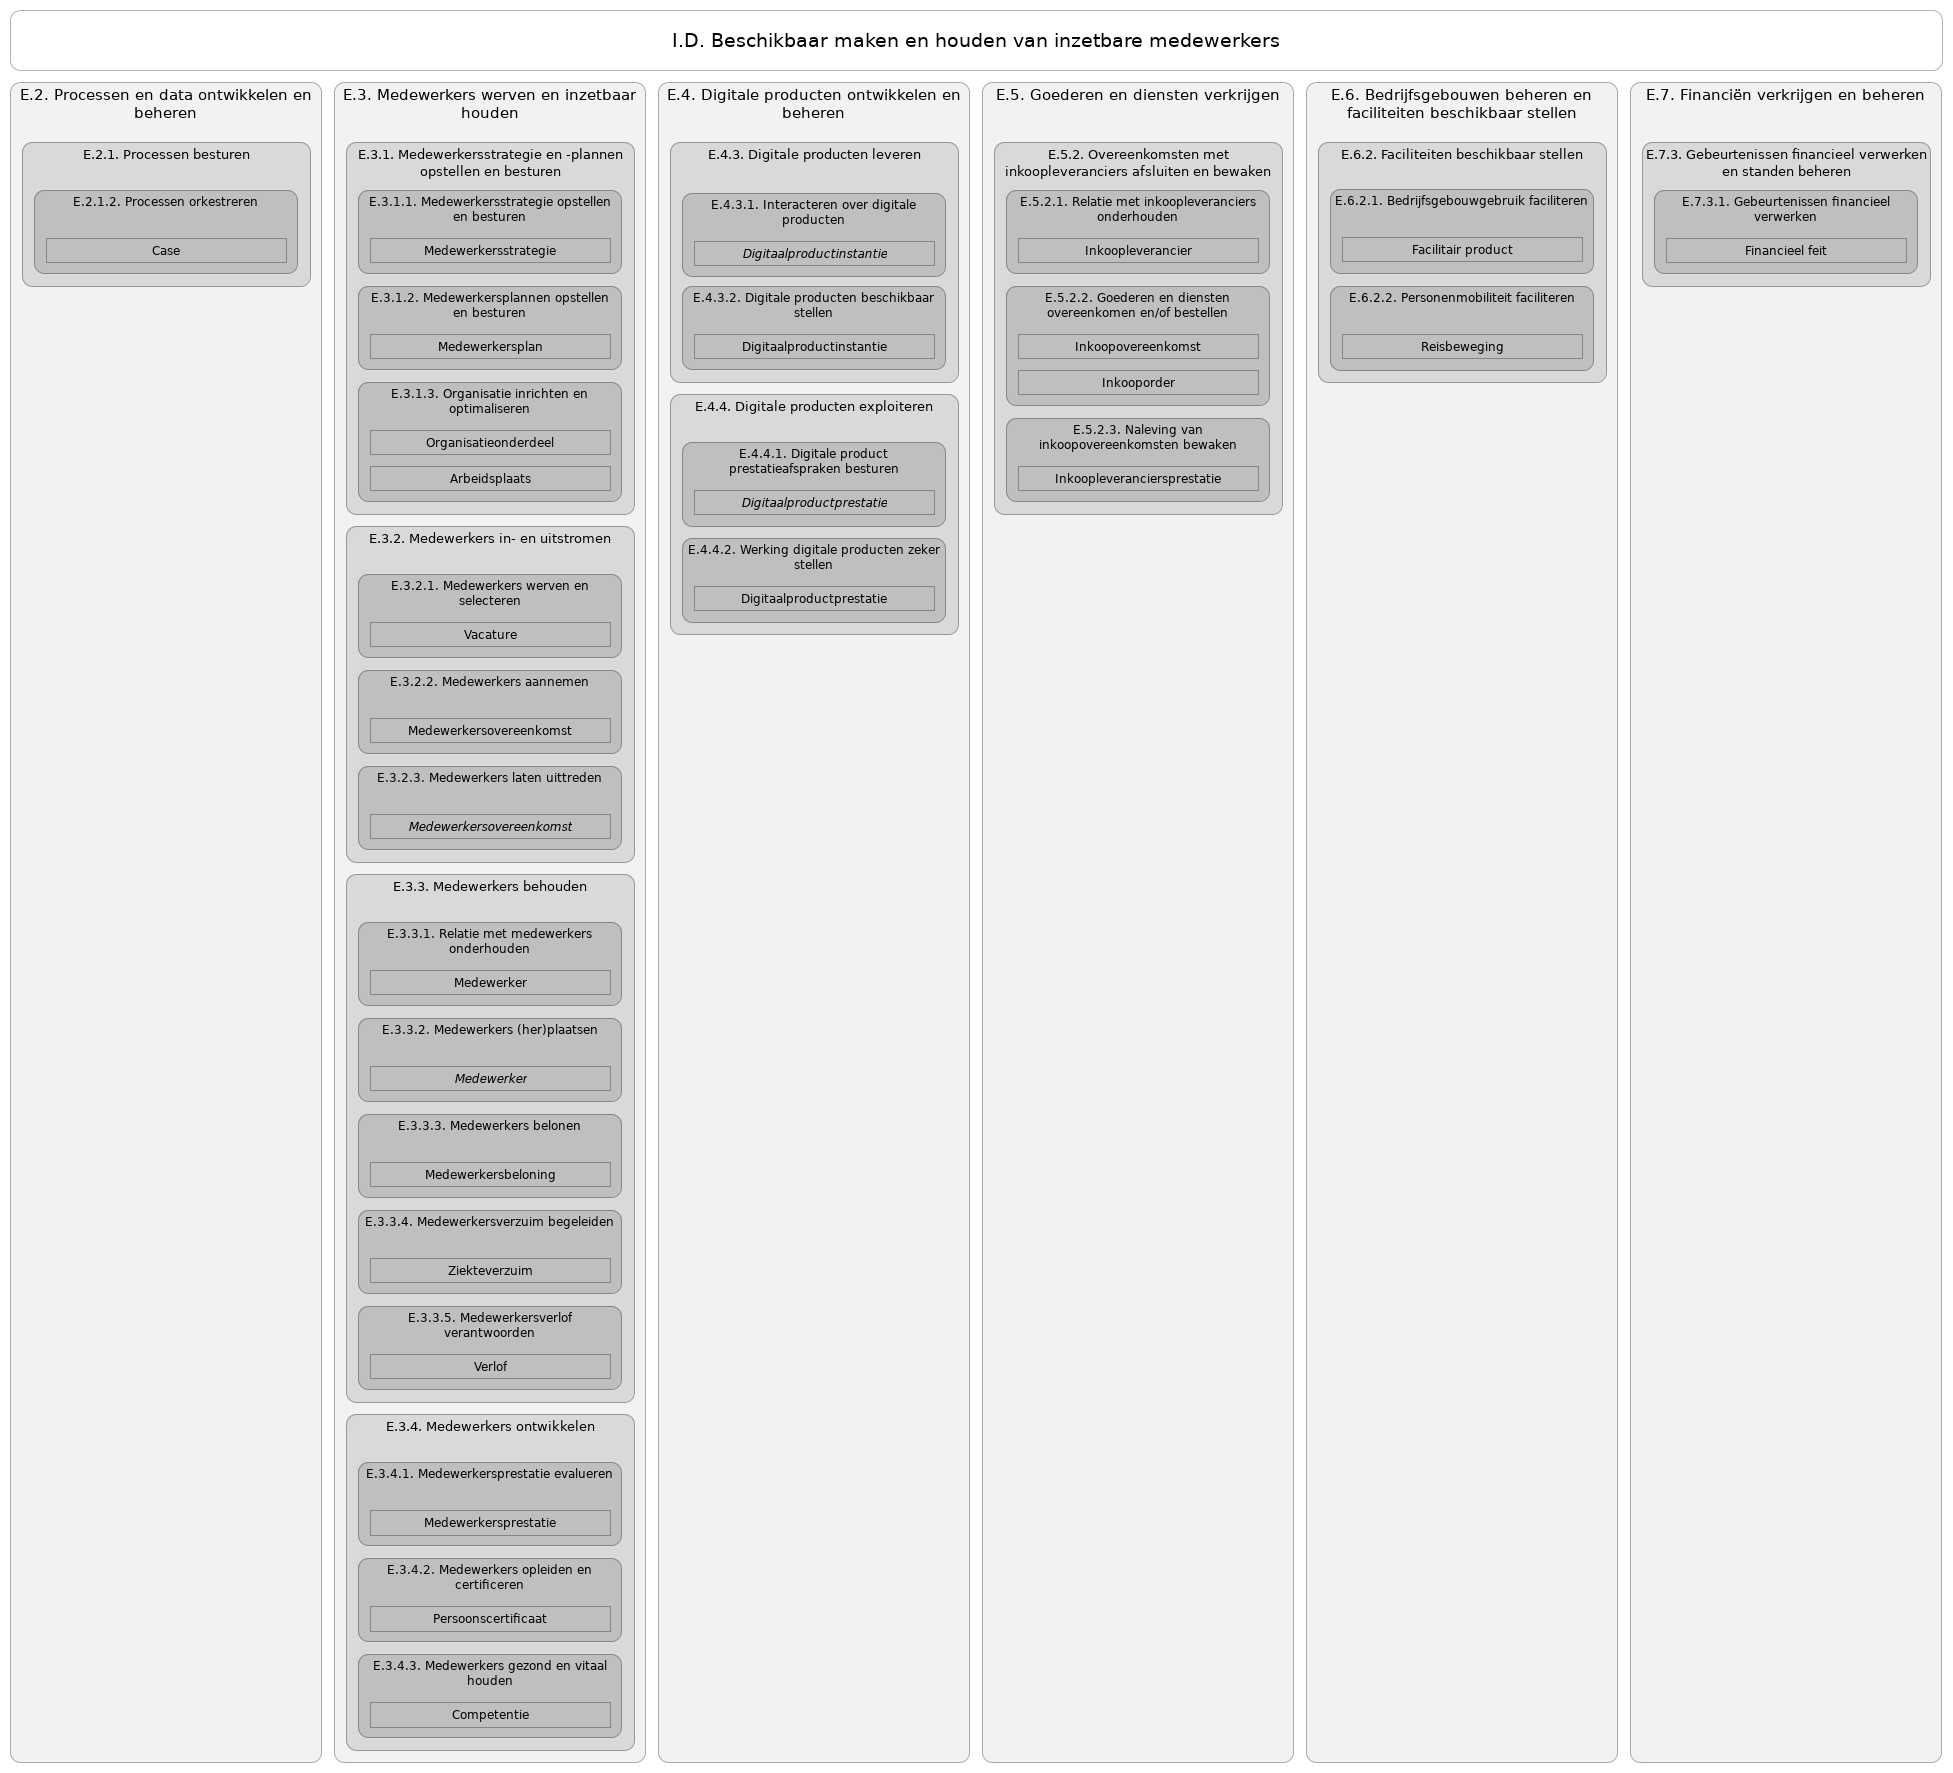 I.D. Beschikbaar maken en houden van inzetbare medewerkers
E.2. Processen en data ontwikkelen en
beheren
E.2.1. Processen besturen
E.2.1.2. Processen orkestreren
Case
E.3. Medewerkers werven en inzetbaar
houden
E.3.1. Medewerkersstrategie en -plannen
opstellen en besturen
E.3.1.1. Medewerkersstrategie opstellen
en besturen
Medewerkersstrategie
E.3.1.2. Medewerkersplannen opstellen
en besturen
Medewerkersplan
E.3.1.3. Organisatie inrichten en
optimaliseren
Organisatieonderdeel
Arbeidsplaats
E.3.2. Medewerkers in- en uitstromen
E.3.2.1. Medewerkers werven en
selecteren
Vacature
E.3.2.2. Medewerkers aannemen
Medewerkersovereenkomst
E.3.2.3. Medewerkers laten uittreden
Medewerkersovereenkomst
E.3.3. Medewerkers behouden
E.3.3.1. Relatie met medewerkers
onderhouden
Medewerker
E.3.3.2. Medewerkers (her)plaatsen
Medewerker
E.3.3.3. Medewerkers belonen
Medewerkersbeloning
E.3.3.4. Medewerkersverzuim begeleiden
Ziekteverzuim
E.3.3.5. Medewerkersverlof
verantwoorden
Verlof
E.3.4. Medewerkers ontwikkelen
E.3.4.1. Medewerkersprestatie evalueren
Medewerkersprestatie
E.3.4.2. Medewerkers opleiden en
certificeren
Persoonscertificaat
E.3.4.3. Medewerkers gezond en vitaal
houden
Competentie
E.4. Digitale producten ontwikkelen en
beheren
E.4.3. Digitale producten leveren
E.4.3.1. Interacteren over digitale
producten
Digitaalproductinstantie
E.4.3.2. Digitale producten beschikbaar
stellen
Digitaalproductinstantie
E.4.4. Digitale producten exploiteren
E.4.4.1. Digitale product
prestatieafspraken besturen
Digitaalproductprestatie
E.4.4.2. Werking digitale producten zeker
stellen
Digitaalproductprestatie
E.5. Goederen en diensten verkrijgen
E.5.2. Overeenkomsten met
inkoopleveranciers afsluiten en bewaken
E.5.2.1. Relatie met inkoopleveranciers
onderhouden
Inkoopleverancier
E.5.2.2. Goederen en diensten
overeenkomen en/of bestellen
Inkoopovereenkomst
Inkooporder
E.5.2.3. Naleving van
inkoopovereenkomsten bewaken
Inkoopleveranciersprestatie
E.6. Bedrijfsgebouwen beheren en
faciliteiten beschikbaar stellen
E.6.2. Faciliteiten beschikbaar stellen
E.6.2.1. Bedrijfsgebouwgebruik faciliteren
Facilitair product
E.6.2.2. Personenmobiliteit faciliteren
Reisbeweging
E.7. Financiën verkrijgen en beheren
E.7.3. Gebeurtenissen financieel verwerken
en standen beheren
E.7.3.1. Gebeurtenissen financieel
verwerken
Financieel feit